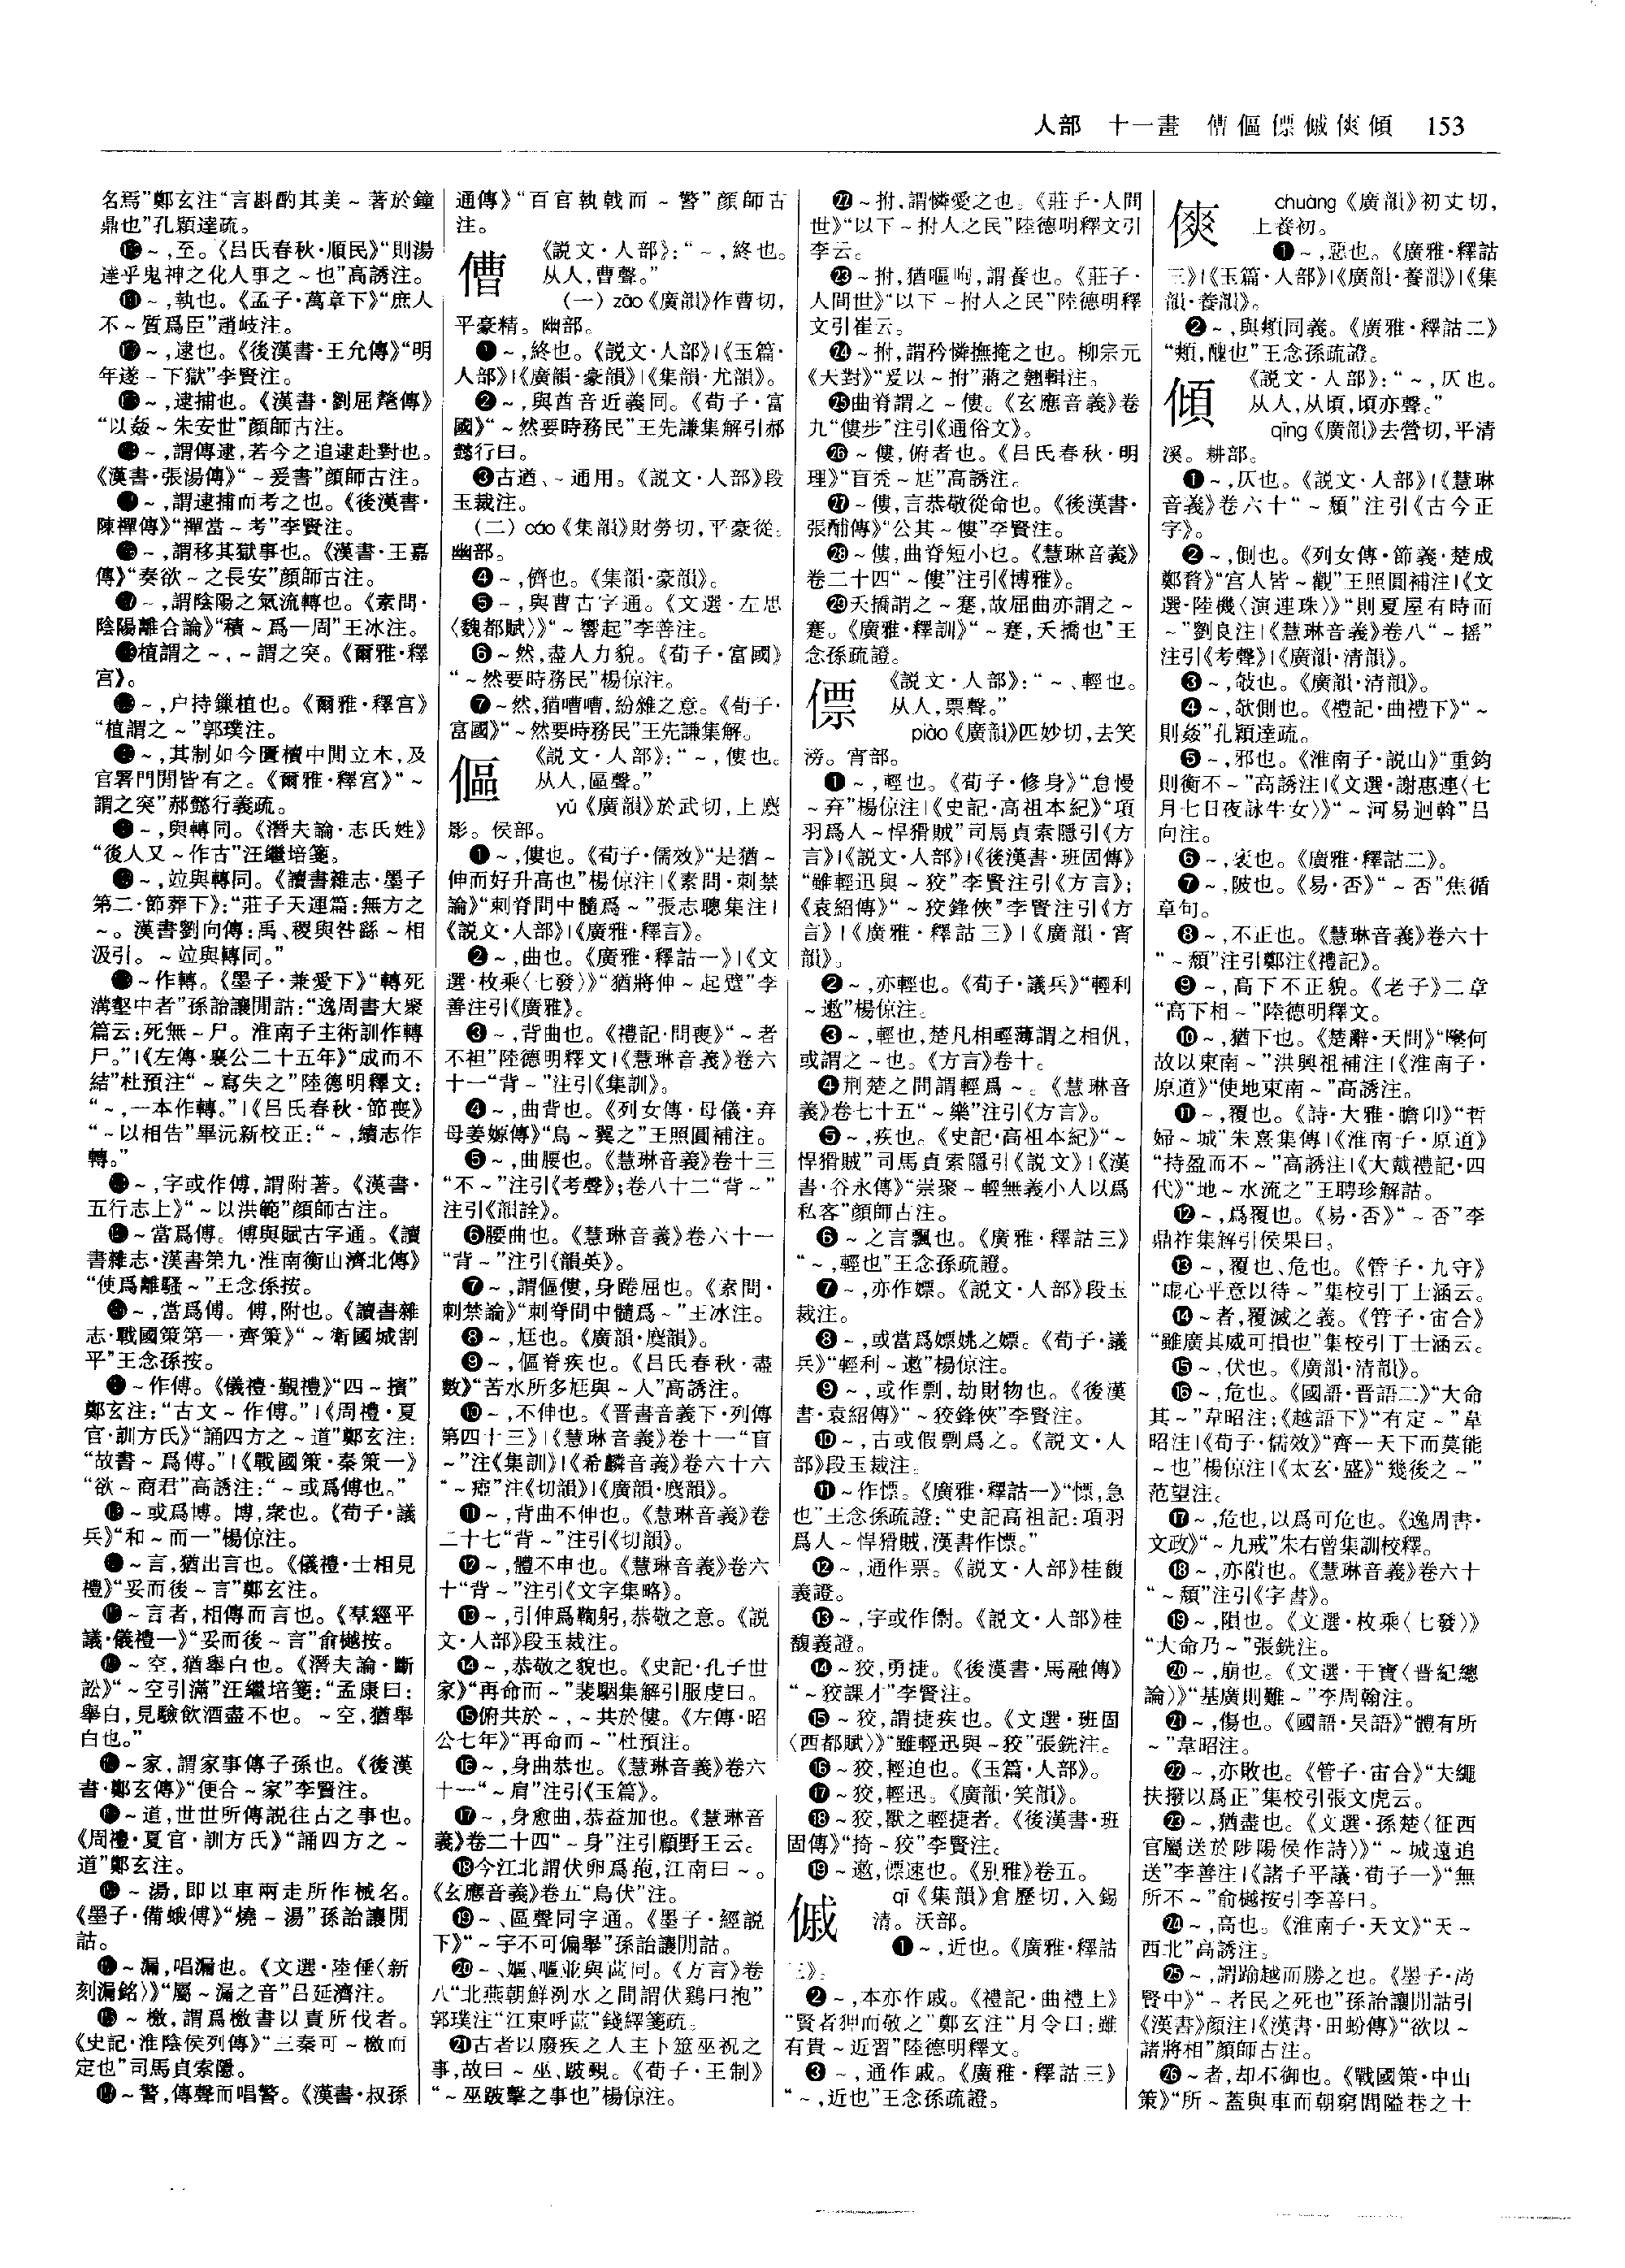 人部　十一畫　傮傴僄傶傸傾　153
名焉”鄭玄注“言斟酌其美～著於鐘
鼎也”孔穎達疏。
～,至。《吕氏春秋·順民》“則湯
達乎鬼神之化人事之～也”高誘注。
～,執也。《孟子·萬章下》“庶人
不～質爲臣”趙岐注。
～,逮也。《後漢書·王允傳》“明
年遂～下獄”李賢注。
～,逮捕也。《漢書·劉屈氂傳》
“以姦～朱安世”顔師古注。
～,謂傳逮,若今之追逮赴對也。
《漢書·張湯傳》“～爰書”顔師古注。
～,謂逮捕而考之也。《後漢書·
陳禪傳》“禪當～考”李賢注。
～,謂移其獄事也。《漢書·王嘉
傳》“奏欲～之長安”顔師古注。
～,謂陰陽之氣流轉也。《素問·
陰陽離合論》“積～爲一周”王冰注。
植謂之～,～謂之突。《爾雅·釋
宫》。
～,户持鏁植也。《爾雅·釋宫》
“植謂之～”郭璞注。
～,其制如今匱櫝中閒立木,及
官署門閒皆有之。《爾雅·釋宫》“～
謂之突”郝懿行義疏。
～,與轉同。《潛夫論·志氏姓》
“後人又～作古”汪繼培箋。
～,竝與轉同。《讀書雜志·墨子
第二·節葬下》:“莊子天運篇:無方之
～。漢書劉向傳:禹、稷與咎繇～相
汲引。～竝與轉同。”
～作轉。《墨子·兼愛下》“轉死
溝壑中者”孫詒讓閒詁:“逸周書大聚
篇云:死無～尸。淮南子主術訓作轉
尸。”|《左傳·襄公二十五年》“成而不
結”杜預注“～寫失之”陸德明釋文:
“～,一本作轉。”|《吕氏春秋·節喪》
“～以相告”畢沅新校正:“～,續志作
轉。”
～,字或作傅,謂附著。《漢書·
五行志上》“～以洪範”顔師古注。
～當爲傅。傅與賦古字通。《讀
書雜志·漢書第九·淮南衡山濟北傳》
“使爲離騷～”王念孫按。
～,當爲傅。傅,附也。《讀書雜
志·戰國策第一·齊策》“～衛國城割
平”王念孫按。
～作傅。《儀禮·覲禮》“四～擯”
鄭玄注:“古文～作傅。”|《周禮·夏
官·訓方氏》“誦四方之～道”鄭玄注:
“故書～爲傅。”|《戰國策·秦策一》
“欲～商君”高誘注:“～或爲傅也。”
～或爲博。博,衆也。《荀子·議
兵》“和～而一”楊倞注。
～言,猶出言也。《儀禮·士相見
禮》“妥而後～言”鄭玄注。
～言者,相傳而言也。《羣經平
議·儀禮一》“妥而後～言”俞樾按。
～空,猶舉白也。《潛夫論·斷
訟》“～空引滿”汪繼培箋:“孟康曰:
舉白,見驗飲酒盡不也。～空,猶舉
白也。”
～家,謂家事傳子孫也。《後漢
書·鄭玄傳》“便合～家”李賢注。
～道,世世所傳説往古之事也。
《周禮·夏官·訓方氏》“誦四方之～
道”鄭玄注。
～湯,即以車兩走所作械名。
《墨子·備蛾傅》“燒～湯”孫詒讓閒
詁。
～漏,唱漏也。《文選·陸倕〈新
刻漏銘〉》“屬～漏之音”吕延濟注。
～檄,謂爲檄書以責所伐者。
《史記·淮陰侯列傳》“三秦可～檄而
定也”司馬貞索隱。
～警,傳聲而唱警。《漢書·叔孫
通傳》“百官執戟而～警”顔師古
注。
傮
《説文·人部》:“～,終也。
从人,曹聲。”
(一) zāo《廣韻》作曹切,
平豪精。幽部。
❶～,終也。《説文·人部》|《玉篇·
人部》|《廣韻·豪韻》|《集韻·尤韻》。
❷～,與酋音近義同。《荀子·富
國》“～然要時務民”王先謙集解引郝
懿行曰。
❸古遒、～通用。《説文·人部》段
玉裁注。
(二) cáo《集韻》財勞切,平豪從。
幽部。
❹～,儕也。《集韻·豪韻》。
❺～,與曹古字通。《文選·左思
〈魏都賦〉》“～響起”李善注。
❻～然,盡人力貌。《荀子·富國》
“～然要時務民”楊倞注。
❼～然,猶嘈嘈,紛雜之意。《荀子·
富國》“～然要時務民”王先謙集解。
傴
《説文·人部》:“～,僂也。
从人,區聲。”
yǔ《廣韻》於武切,上麌
影。侯部。
❶～,僂也。《荀子·儒效》“是猶～
伸而好升高也”楊倞注|《素問·刺禁
論》“刺脊間中髓爲～”張志聰集注|
《説文·人部》|《廣雅·釋言》。
❷～,曲也。《廣雅·釋詁一》|《文
選·枚乘〈七發〉》“猶將伸～起躄”李
善注引《廣雅》。
❸～,背曲也。《禮記·問喪》“～者
不袒”陸德明釋文|《慧琳音義》卷六
十一“背～”注引《集訓》。
❹～,曲背也。《列女傳·母儀·弃
母姜嫄傳》“鳥～翼之”王照圓補注。
❺～,曲腰也。《慧琳音義》卷十三
“不～”注引《考聲》;卷八十二“背～”
注引《韻詮》。
❻腰曲也。《慧琳音義》卷六十一
“背～”注引《韻英》。
❼～,謂傴僂,身踡屈也。《素問·
刺禁論》“刺脊間中髓爲～”王冰注。
❽～,尪也。《廣韻·麌韻》。
❾～,傴脊疾也。《吕氏春秋·盡
數》“苦水所多尪與～人”高誘注。
❿～,不伸也。《晋書音義下·列傳
第四十三》|《慧琳音義》卷十一“盲
～”注《集訓》|《希麟音義》卷六十六
“～瘂”注《切韻》|《廣韻·麌韻》。
⓫～,背曲不伸也。《慧琳音義》卷
二十七“背～”注引《切韻》。
⓬～,體不申也。《慧琳音義》卷六
十“背～”注引《文字集略》。
⓭～,引伸爲鞠躬,恭敬之意。《説
文·人部》段玉裁注。
⓮～,恭敬之貌也。《史記·孔子世
家》“再命而～”裴駰集解引服虔曰。
⓯俯共於～,～共於僂。《左傳·昭
公七年》“再命而～”杜預注。
⓰～,身曲恭也。《慧琳音義》卷六
十一“～肩”注引《玉篇》。
⓱～,身愈曲,恭益加也。《慧琳音
義》卷二十四“～身”注引顧野王云。
⓲今江北謂伏卵爲菢,江南曰～。
《玄應音義》卷五“鳥伏”注。
⓳～、區聲同字通。《墨子·經説
下》“～字不可偏舉”孫詒讓閒詁。
⓴～、嫗、嘔竝與蓲同。《方言》卷
八“北燕朝鮮洌水之間謂伏鷄曰抱”
郭璞注“江東呼蓲”錢繹箋疏。
㉑古者以廢疾之人主卜筮巫祝之
事,故曰～巫、跛覡。《荀子·王制》
“～巫跛擊之事也”楊倞注。
㉒～拊,謂憐愛之也。《莊子·人間
世》“以下～拊人之民”陸德明釋文引
李云。
㉓～拊,猶嘔呴,謂養也。《莊子·
人間世》“以下～拊人之民”陸德明釋
文引崔云。
㉔～拊,謂矜憐撫掩之也。柳宗元
《天對》“爰以～拊”蔣之翹輯注。
㉕曲脊謂之～僂。《玄應音義》卷
九“僂步”注引《通俗文》。
㉖～僂,俯者也。《吕氏春秋·明
理》“盲禿～尪”高誘注。
㉗～僂,言恭敬從命也。《後漢書·
張酺傳》“公其～僂”李賢注。
㉘～僂,曲脊短小也。《慧琳音義》
卷二十四“～僂”注引《博雅》。
㉙夭撟謂之～蹇,故屈曲亦謂之～
蹇。《廣雅·釋訓》“～蹇,夭撟也”王
念孫疏證。
僄
《説文·人部》:“～、輕也。
从人,票聲。”
piào《廣韻》匹妙切,去笑
滂。宵部。
❶～,輕也。《荀子·修身》“怠慢
～弃”楊倞注|《史記·高祖本紀》“項
羽爲人～悍猾賊”司馬貞索隱引《方
言》|《説文·人部》|《後漢書·班固傳》
“雖輕迅與～狡”李賢注引《方言》;
《袁紹傳》“～狡鋒俠”李賢注引《方
言》|《廣雅·釋詁三》|《廣韻·宵
韻》。
❷～,亦輕也。《荀子·議兵》“輕利
～遫”楊倞注。
❸～,輕也,楚凡相輕薄謂之相仉,
或謂之～也。《方言》卷十。
❹荆楚之間謂輕爲～。《慧琳音
義》卷七十五“～樂”注引《方言》。
❺～,疾也。《史記·高祖本紀》“～
悍猾賊”司馬貞索隱引《説文》|《漢
書·谷永傳》“崇聚～輕無義小人以爲
私客”顔師古注。
❻～之言飄也。《廣雅·釋詁三》
“～,輕也”王念孫疏證。
❼～,亦作嫖。《説文·人部》段玉
裁注。
❽～,或當爲嫖姚之嫖。《荀子·議
兵》“輕利～遫”楊倞注。
❾～,或作剽,劫財物也。《後漢
書·袁紹傳》“～狡鋒俠”李賢注。
❿～,古或假剽爲之。《説文·人
部》段玉裁注。
⓫～作慓。《廣雅·釋詁一》“慓,急
也”王念孫疏證:“史記高祖記:項羽
爲人～悍猾賊,漢書作慓。”
⓬～,通作票。《説文·人部》桂馥
義證。
⓭～,字或作僩。《説文·人部》桂
馥義證。
⓮～狡,勇捷。《後漢書·馬融傳》
“～狡課才”李賢注。
⓯～狡,謂捷疾也。《文選·班固
〈西都賦〉》“雖輕迅與～狡”張銑注。
⓰～狡,輕迫也。《玉篇·人部》。
⓱～狡,輕迅。《廣韻·笑韻》。
⓲～狡,獸之輕捷者。《後漢書·班
固傳》“掎～狡”李賢注。
⓳～遬,慓速也。《别雅》卷五。
傶
qī《集韻》倉歷切,入錫
清。沃部。
❶～,近也。《廣雅·釋詁
三》。
❷～,本亦作戚。《禮記·曲禮上》
“賢者狎而敬之”鄭玄注“月令曰:雖
有貴～近習”陸德明釋文。
❸～,通作戚。《廣雅·釋詁三》
“～,近也”王念孫疏證。
傸
chuàng《廣韻》初丈切,
上養初。
❶～,惡也。《廣雅·釋詁
三》|《玉篇·人部》|《廣韻·養韻》|《集
韻·養韻》。
❷～,與䫪同義。《廣雅·釋詁二》
“䫪,醜也”王念孫疏證。
傾
《説文·人部》:“～,仄也。
从人,从頃,頃亦聲。”
qīng《廣韻》去營切,平清
溪。耕部。
❶～,仄也。《説文·人部》|《慧琳
音義》卷六十“～頽”注引《古今正
字》。
❷～,側也。《列女傳·節義·楚成
鄭瞀》“宫人皆～觀”王照圓補注|《文
選·陸機〈演連珠〉》“則夏屋有時而
～”劉良注|《慧琳音義》卷八“～摇”
注引《考聲》|《廣韻·清韻》。
❸～,攲也。《廣韻·清韻》。
❹～,欹側也。《禮記·曲禮下》“～
則姦”孔穎達疏。
❺～,邪也。《淮南子·説山》“重鈞
則衡不～”高誘注|《文選·謝惠連〈七
月七日夜詠牛女〉》“～河易迴斡”吕
向注。
❻～,衺也。《廣雅·釋詁二》。
❼～,陂也。《易·否》“～否”焦循
章句。
❽～,不正也。《慧琳音義》卷六十
“～頽”注引鄭注《禮記》。
❾～,高下不正貌。《老子》二章
“高下相～”陸德明釋文。
❿～,猶下也。《楚辭·天問》“墬何
故以東南～”洪興祖補注|《淮南子·
原道》“使地東南～”高誘注。
⓫～,覆也。《詩·大雅·瞻卬》“哲
婦～城”朱熹集傳|《淮南子·原道》
“持盈而不～”高誘注|《大戴禮記·四
代》“地～水流之”王聘珍解詁。
⓬～,爲覆也。《易·否》“～否”李
鼎祚集解引侯果曰。
⓭～,覆也、危也。《管子·九守》
“虚心平意以待～”集校引丁士涵云。
⓮～者,覆滅之義。《管子·宙合》
“雖廣其威可損也”集校引丁士涵云。
⓯～,伏也。《廣韻·清韻》。
⓰～,危也。《國語·晋語二》“大命
其～”韋昭注;《越語下》“有定～”韋
昭注|《荀子·儒效》“齊一天下而莫能
～也”楊倞注|《太玄·盛》“幾後之～”
范望注。
⓱～,危也,以爲可危也。《逸周書·
文政》“～九戒”朱右曾集訓校釋。
⓲～,亦隤也。《慧琳音義》卷六十
“～頽”注引《字書》。
⓳～,隕也。《文選·枚乘〈七發〉》
“大命乃～”張銑注。
⓴～,崩也。《文選·干寶〈晋紀總
論〉》“基廣則難～”李周翰注。
㉑～,傷也。《國語·吴語》“體有所
～”韋昭注。
㉒～,亦敗也。《管子·宙合》“大繩
扶撥以爲正”集校引張文虎云。
㉓～,猶盡也。《文選·孫楚〈征西
官屬送於陟陽侯作詩〉》“～城遠追
送”李善注|《諸子平議·荀子一》“無
所不～”俞樾按引李善曰。
㉔～,高也。《淮南子·天文》“天～
西北”高誘注。
㉕～,謂踰越而勝之也。《墨子·尚
賢中》“～者民之死也”孫詒讓閒詁引
《漢書》顔注|《漢書·田蚡傳》“欲以～
諸將相”顔師古注。
㉖～者,却不御也。《戰國策·中山
策》“所～蓋與車而朝窮閭隘巷之士